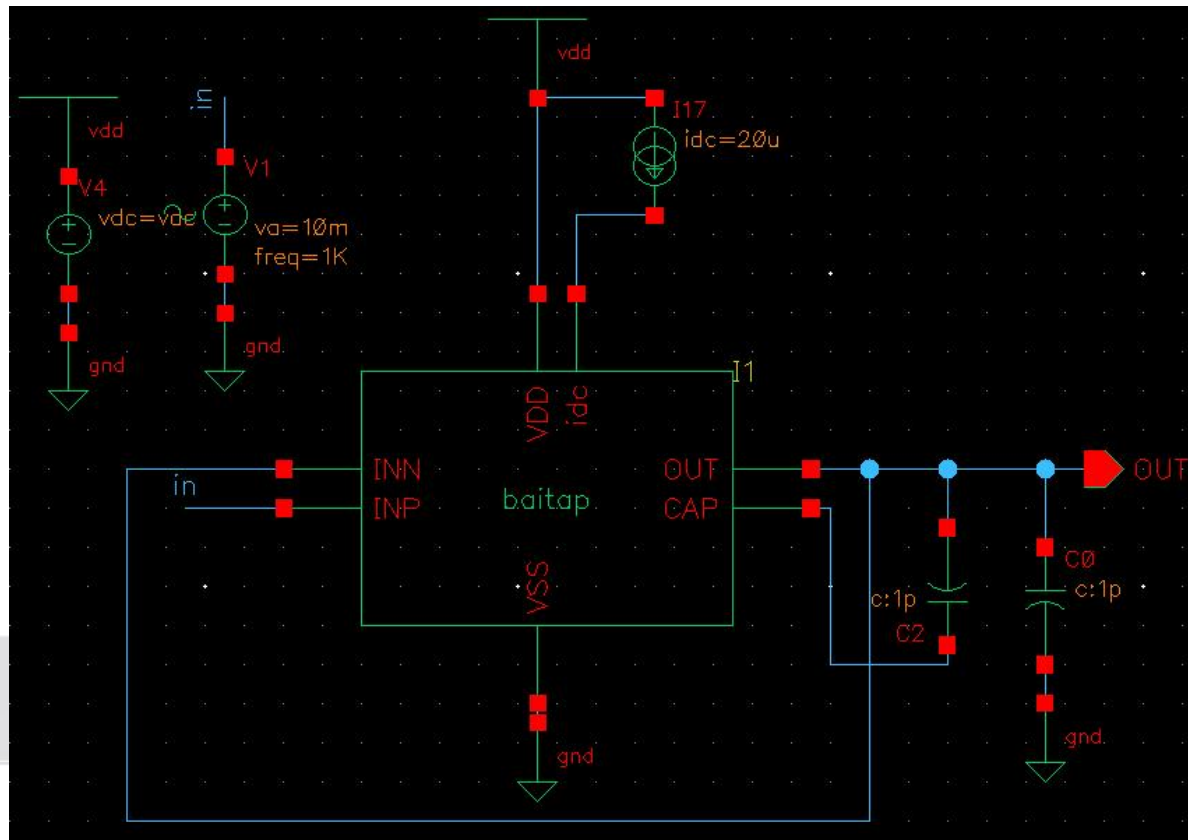 vdd
in
I17
idc=20u
vdd
V4
vdc=vdc
V1
va=10m
freq=1K
gnd
gnd
I1
VDD
idc
INN
OUT
OUT
in
INP
baitap
CAP
VSS
c:1p
C2
C0
c:1p
gnd
gnd